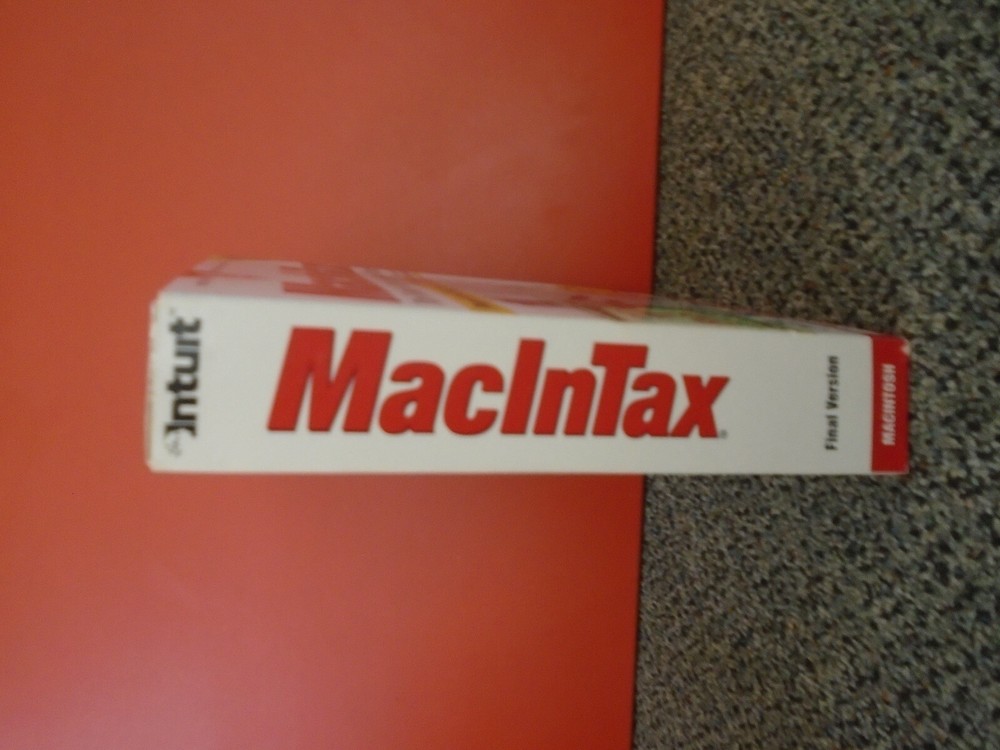 Intuit
MacInTax®
Final Version
MACINTOSH